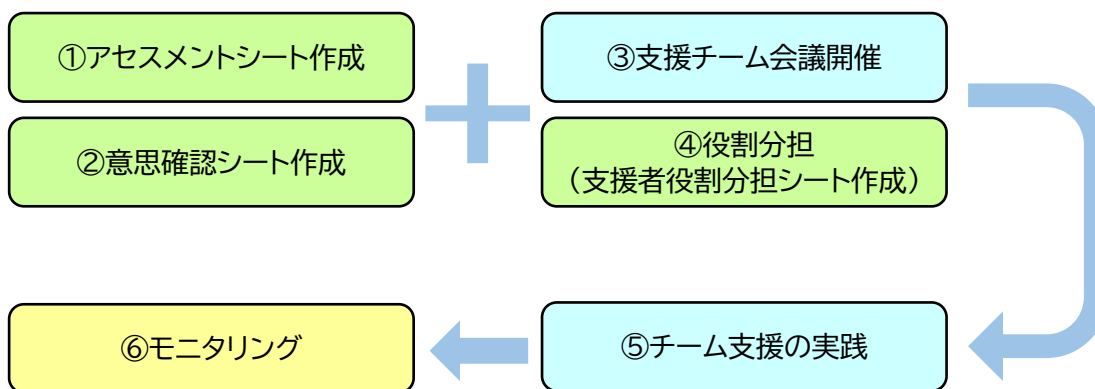 ①アセスメントシート作成
②意思確認シート作成
③支援チーム会議開催
④役割分担
(支援者役割分担シート作成)
⑤チーム支援の実践
⑥モニタリング